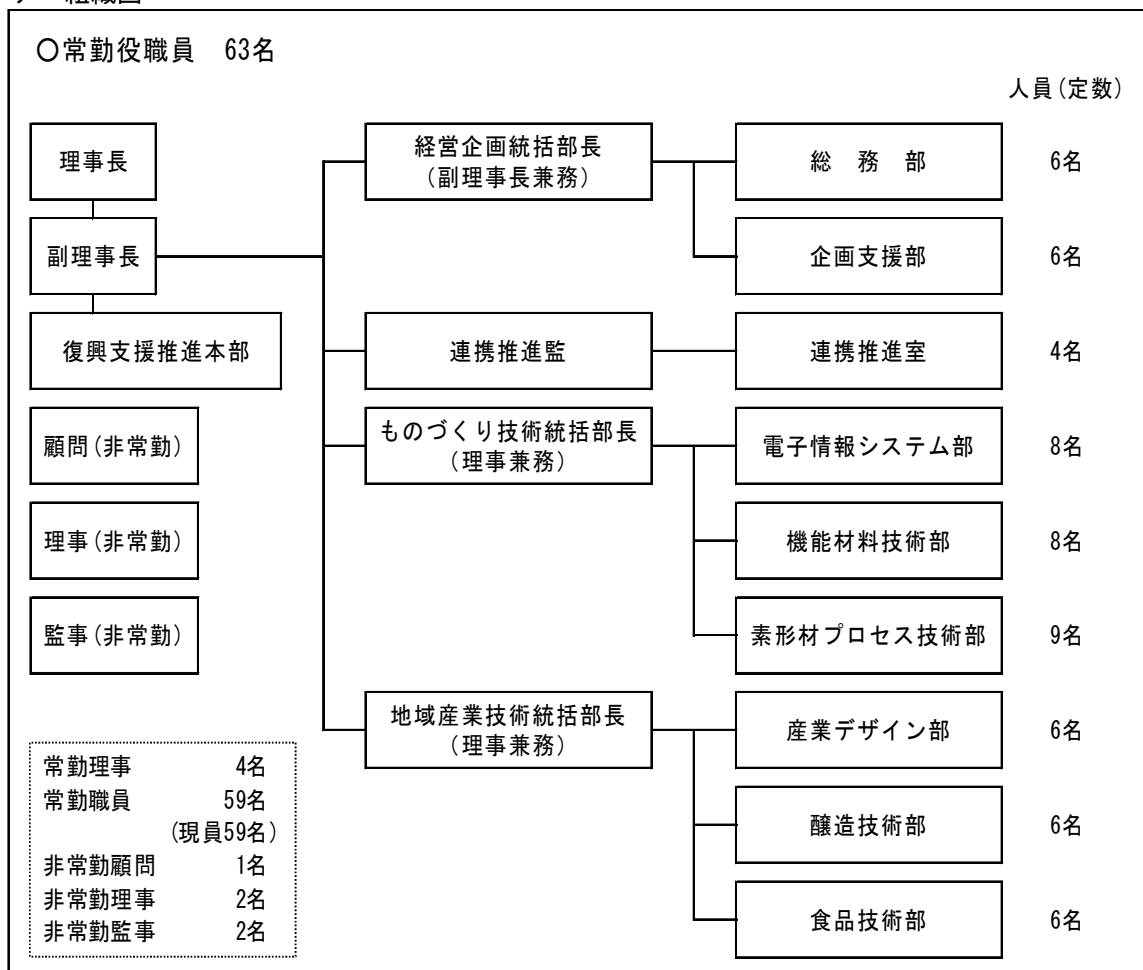 〇常勤役職員　63名
人員(定数)
理事長
経営企画統括部長
(副理事長兼務)
総　務　部
6名
副理事長
企画支援部
6名
復興支援推進本部
連携推進監
連携推進室
4名
顧問(非常勤)
ものづくり技術統括部長
(理事兼務)
電子情報システム部
8名
理事(非常勤)
機能材料技術部
8名
監事(非常勤)
素形材プロセス技術部
9名
地域産業技術統括部長
(理事兼務)
産業デザイン部
6名
醸造技術部
6名
食品技術部
6名
常勤理事　4名
常勤職員　59名
(現員59名)
非常勤顧問　1名
非常勤理事　2名
非常勤監事　2名